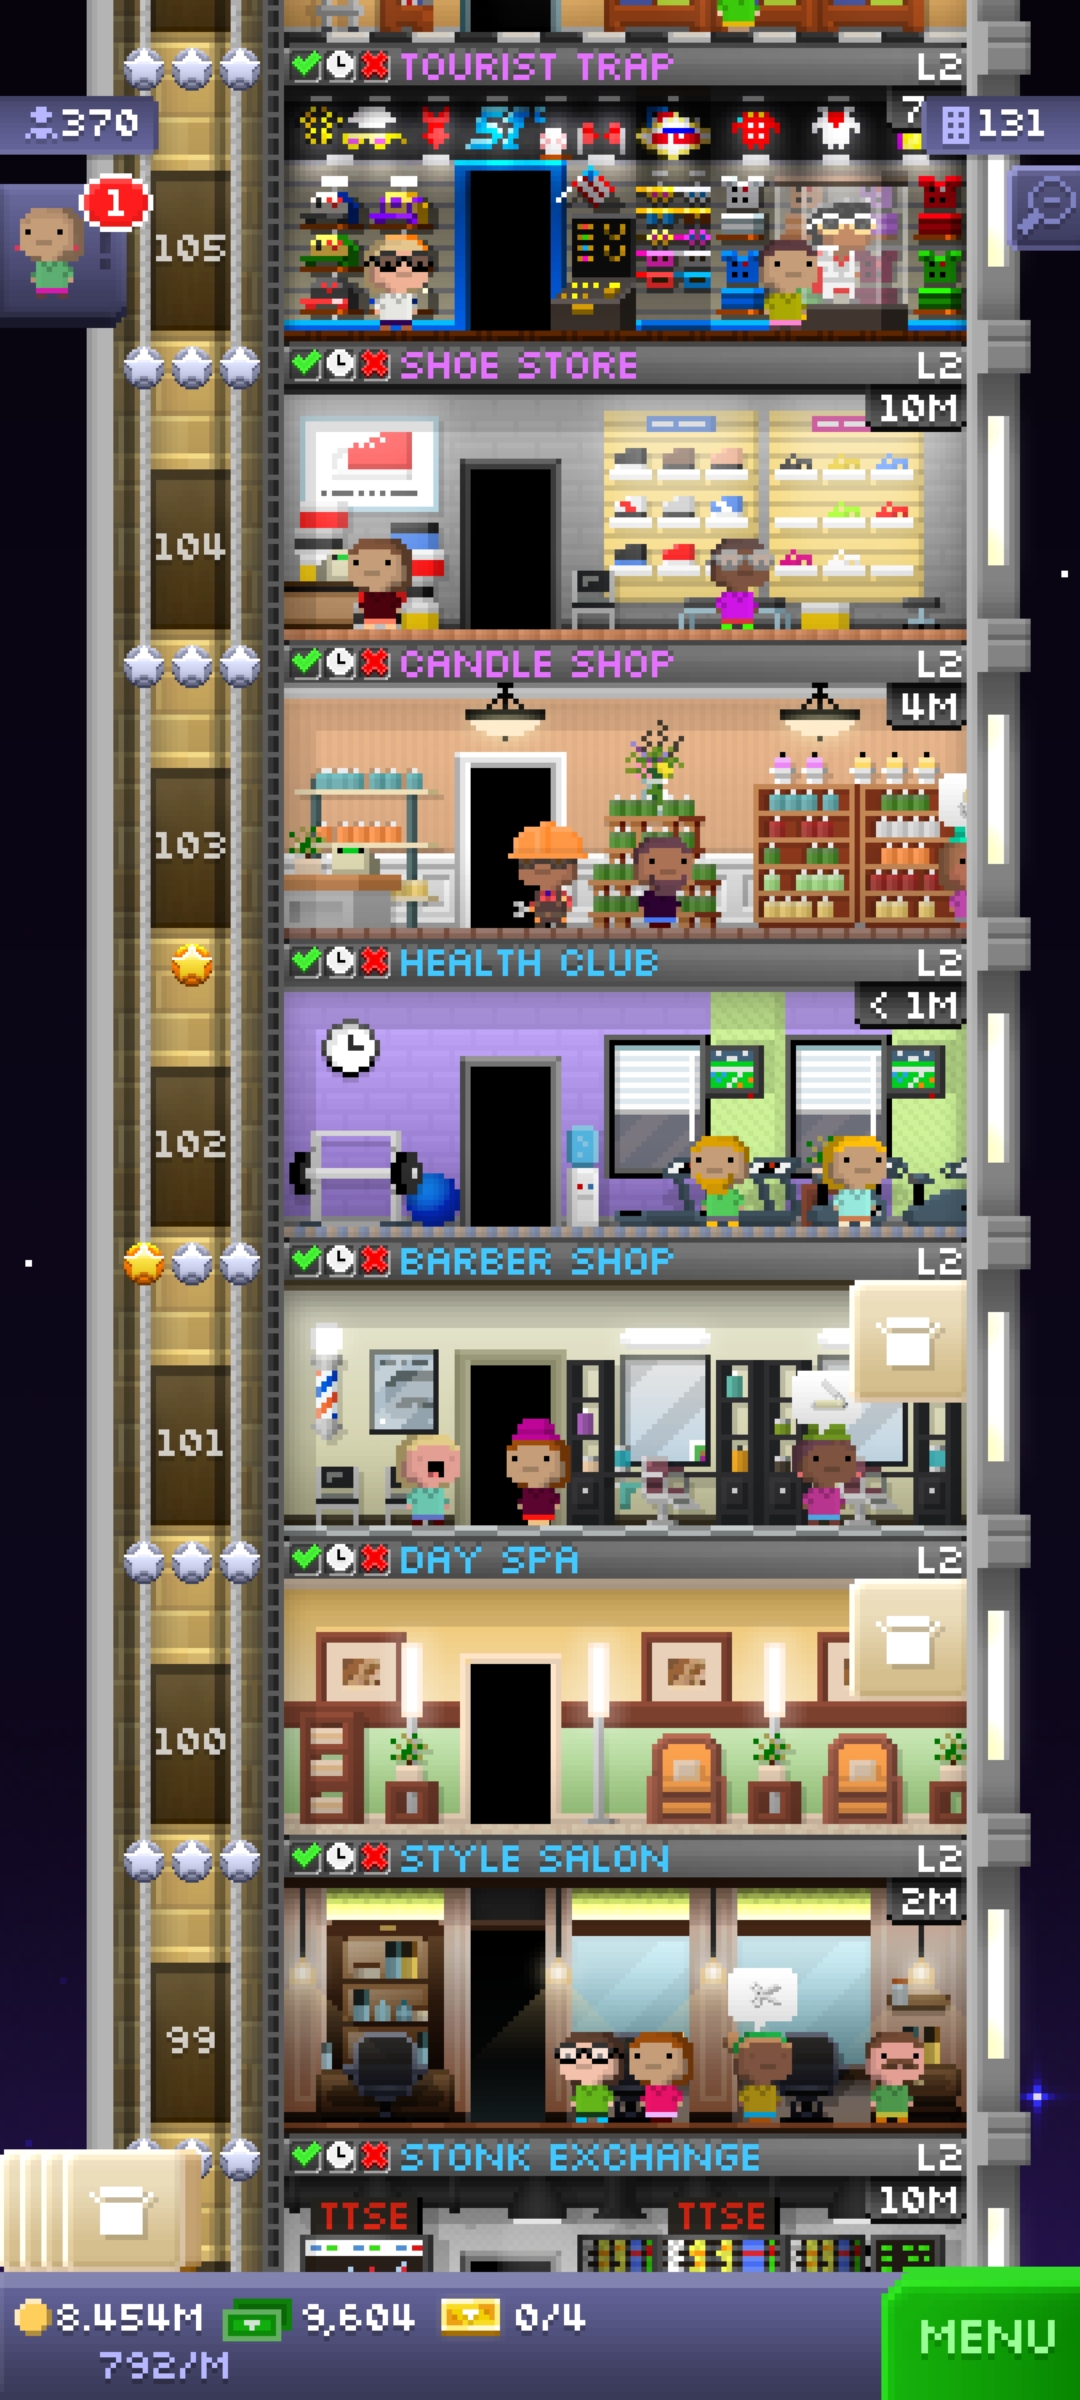 TOURIST TRAP L2
370
7
131
1
105
SHOE STORE L2
10M
104
CANDLE SHOP L2
4M
103
HEALTH CLUB L2
< 1M
102
BARBER SHOP L2
101
DAY SPA L2
100
STYLE SALON L2
2M
99
STONK EXCHANGE L2
10M
TTSE TTSE
8.454M 9,604 0/4
792/M
MENU